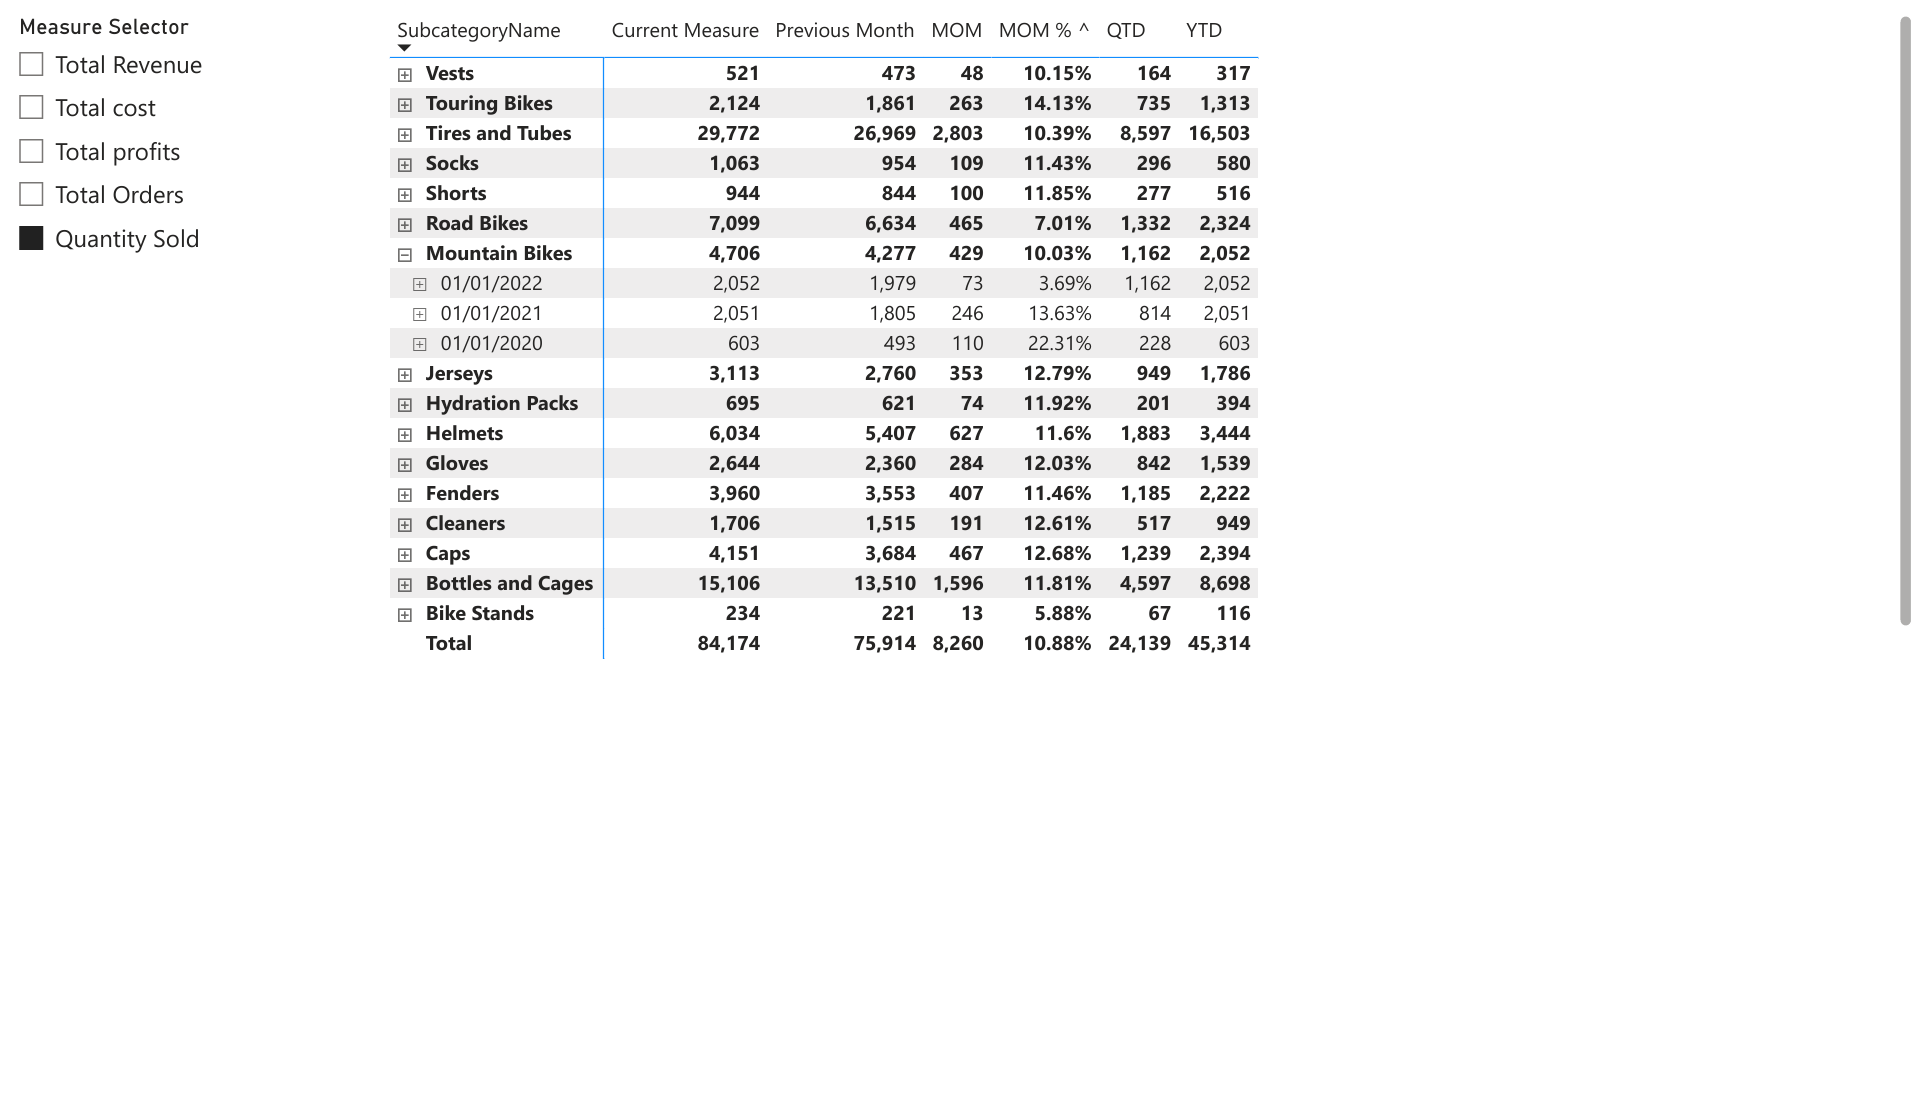 Measure Selector
Total Revenue
Total cost
Total profits
Total Orders
Quantity Sold
SubcategoryName Current Measure Previous Month MOM MOM % ^ QTD YTD
Vests 521 473 48 10.15% 164 317
Touring Bikes 2,124 1,861 263 14.13% 735 1,313
Tires and Tubes 29,772 26,969 2,803 10.39% 8,597 16,503
Socks 1,063 954 109 11.43% 296 580
Shorts 944 844 100 11.85% 277 516
Road Bikes 7,099 6,634 465 7.01% 1,332 2,324
Mountain Bikes 4,706 4,277 429 10.03% 1,162 2,052
01/01/2022 2,052 1,979 73 3.69% 1,162 2,052
01/01/2021 2,051 1,805 246 13.63% 814 2,051
01/01/2020 603 493 110 22.31% 228 603
Jerseys 3,113 2,760 353 12.79% 949 1,786
Hydration Packs 695 621 74 11.92% 201 394
Helmets 6,034 5,407 627 11.6% 1,883 3,444
Gloves 2,644 2,360 284 12.03% 842 1,539
Fenders 3,960 3,553 407 11.46% 1,185 2,222
Cleaners 1,706 1,515 191 12.61% 517 949
Caps 4,151 3,684 467 12.68% 1,239 2,394
Bottles and Cages 15,106 13,510 1,596 11.81% 4,597 8,698
Bike Stands 234 221 13 5.88% 67 116
Total 84,174 75,914 8,260 10.88% 24,139 45,314